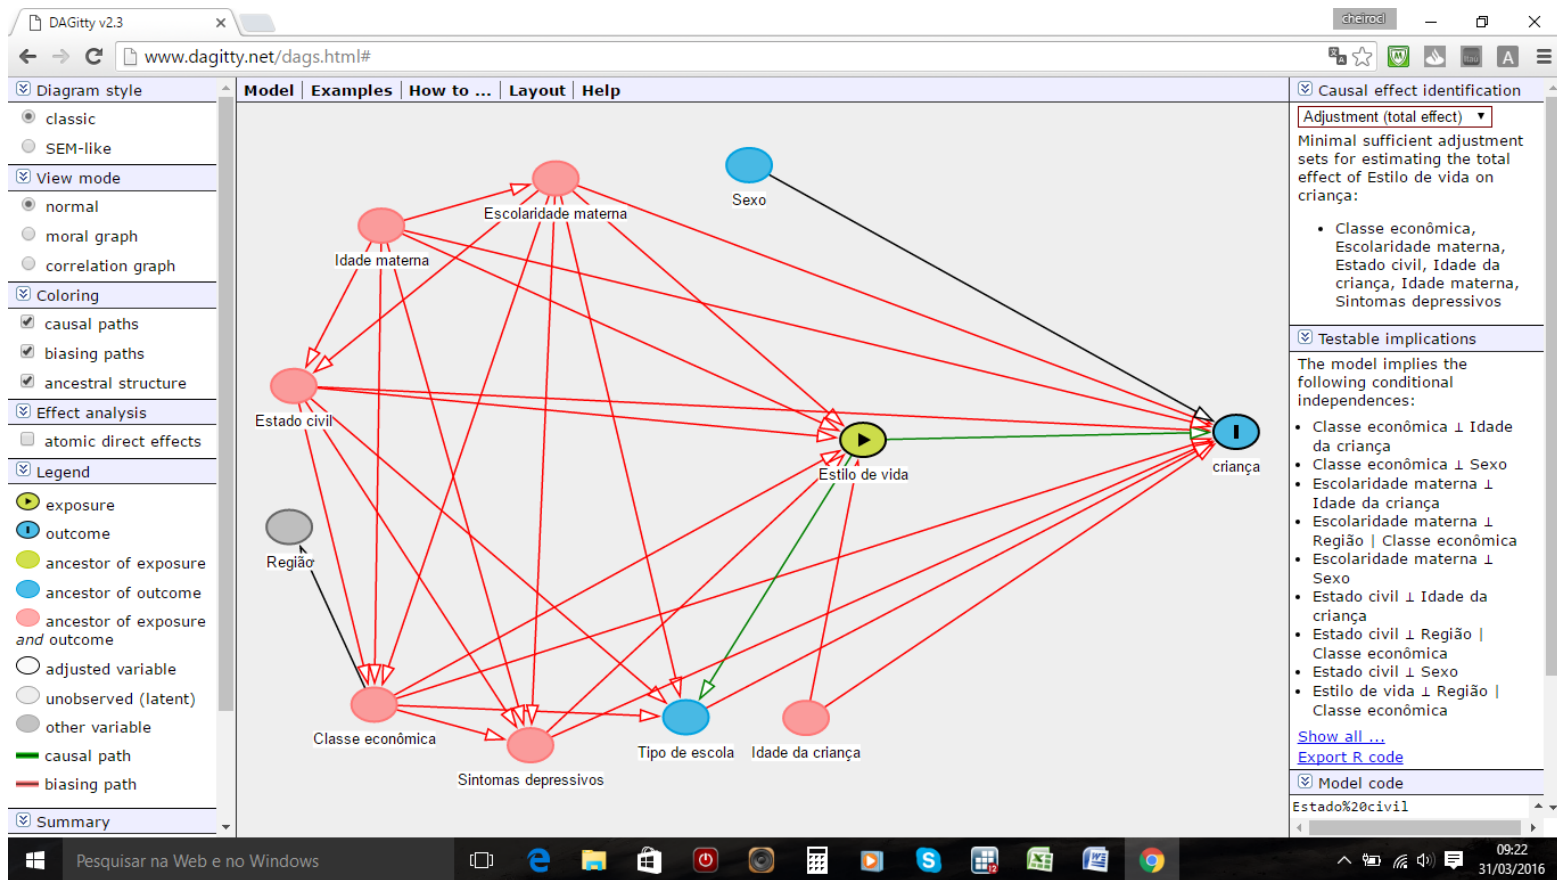 DAGitty v2.3
cheirocl
www.dagitty.net/dags.html#
Diagram style
classic
SEM-like
View mode
normal
moral graph
correlation graph
Coloring
causal paths
biasing paths
ancestral structure
Effect analysis
atomic direct effects
Legend
exposure
outcome
ancestor of exposure
ancestor of outcome
ancestor of exposure
and outcome
adjusted variable
unobserved (latent)
other variable
causal path
biasing path
Summary
Model | Examples | How to ... | Layout | Help
Sexo
Escolaridade materna
Idade materna
Estado civil
Estilo de vida
criança
Região
Classe econômica
Tipo de escola
Idade da criança
Sintomas depressivos
Causal effect identification
Adjustment (total effect)
Minimal sufficient adjustment
sets for estimating the total
effect of Estilo de vida on
criança:
• Classe econômica,
Escolaridade materna,
Estado civil, Idade da
criança, Idade materna,
Sintomas depressivos
Testable implications
The model implies the
following conditional
independences:
• Classe econômica ⊥ Idade
da criança
• Classe econômica ⊥ Sexo
• Escolaridade materna ⊥
Idade da criança
• Escolaridade materna ⊥
Região | Classe econômica
• Escolaridade materna ⊥
Sexo
• Estado civil ⊥ Idade da
criança
• Estado civil ⊥ Região |
Classe econômica
• Estado civil ⊥ Sexo
• Estilo de vida ⊥ Região |
Classe econômica
Show all ...
Export R code
Model code
Estado%20civil
Pesquisar na Web e no Windows
09:22
31/03/2016